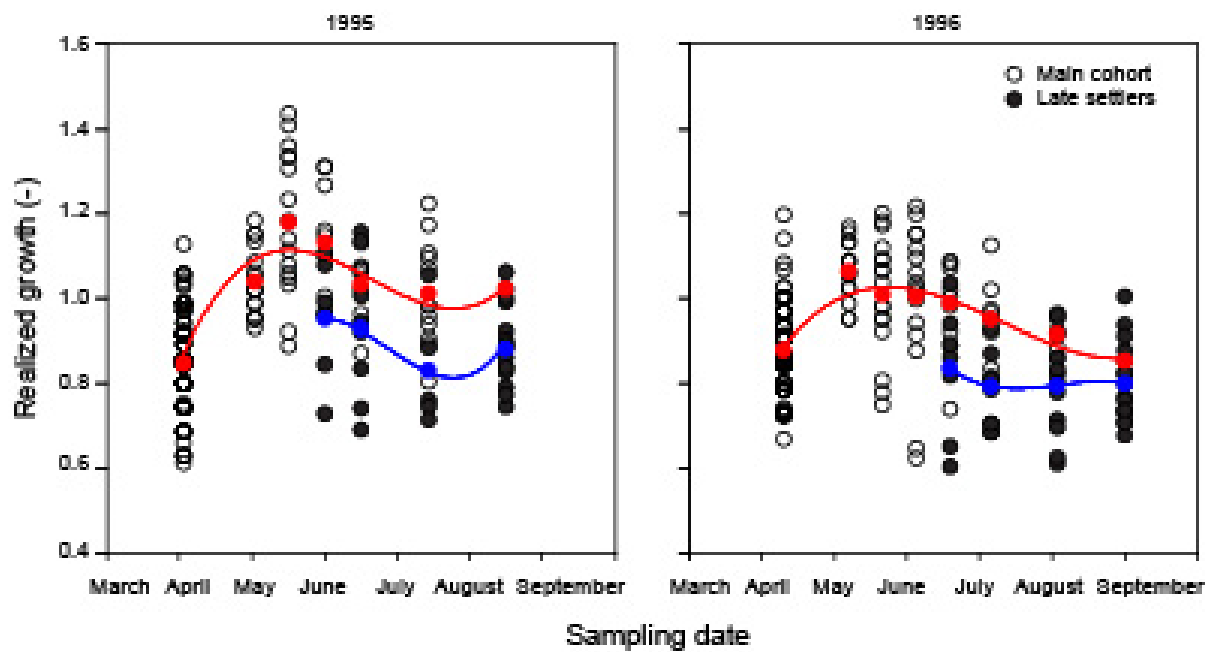 1995
1996
1.6
1.4
1.2
1.0
0.8
0.6
0.4
Realized growth (-)
Main cohort
Late settlers
March April May June July August September
March April May June July August September
Sampling date